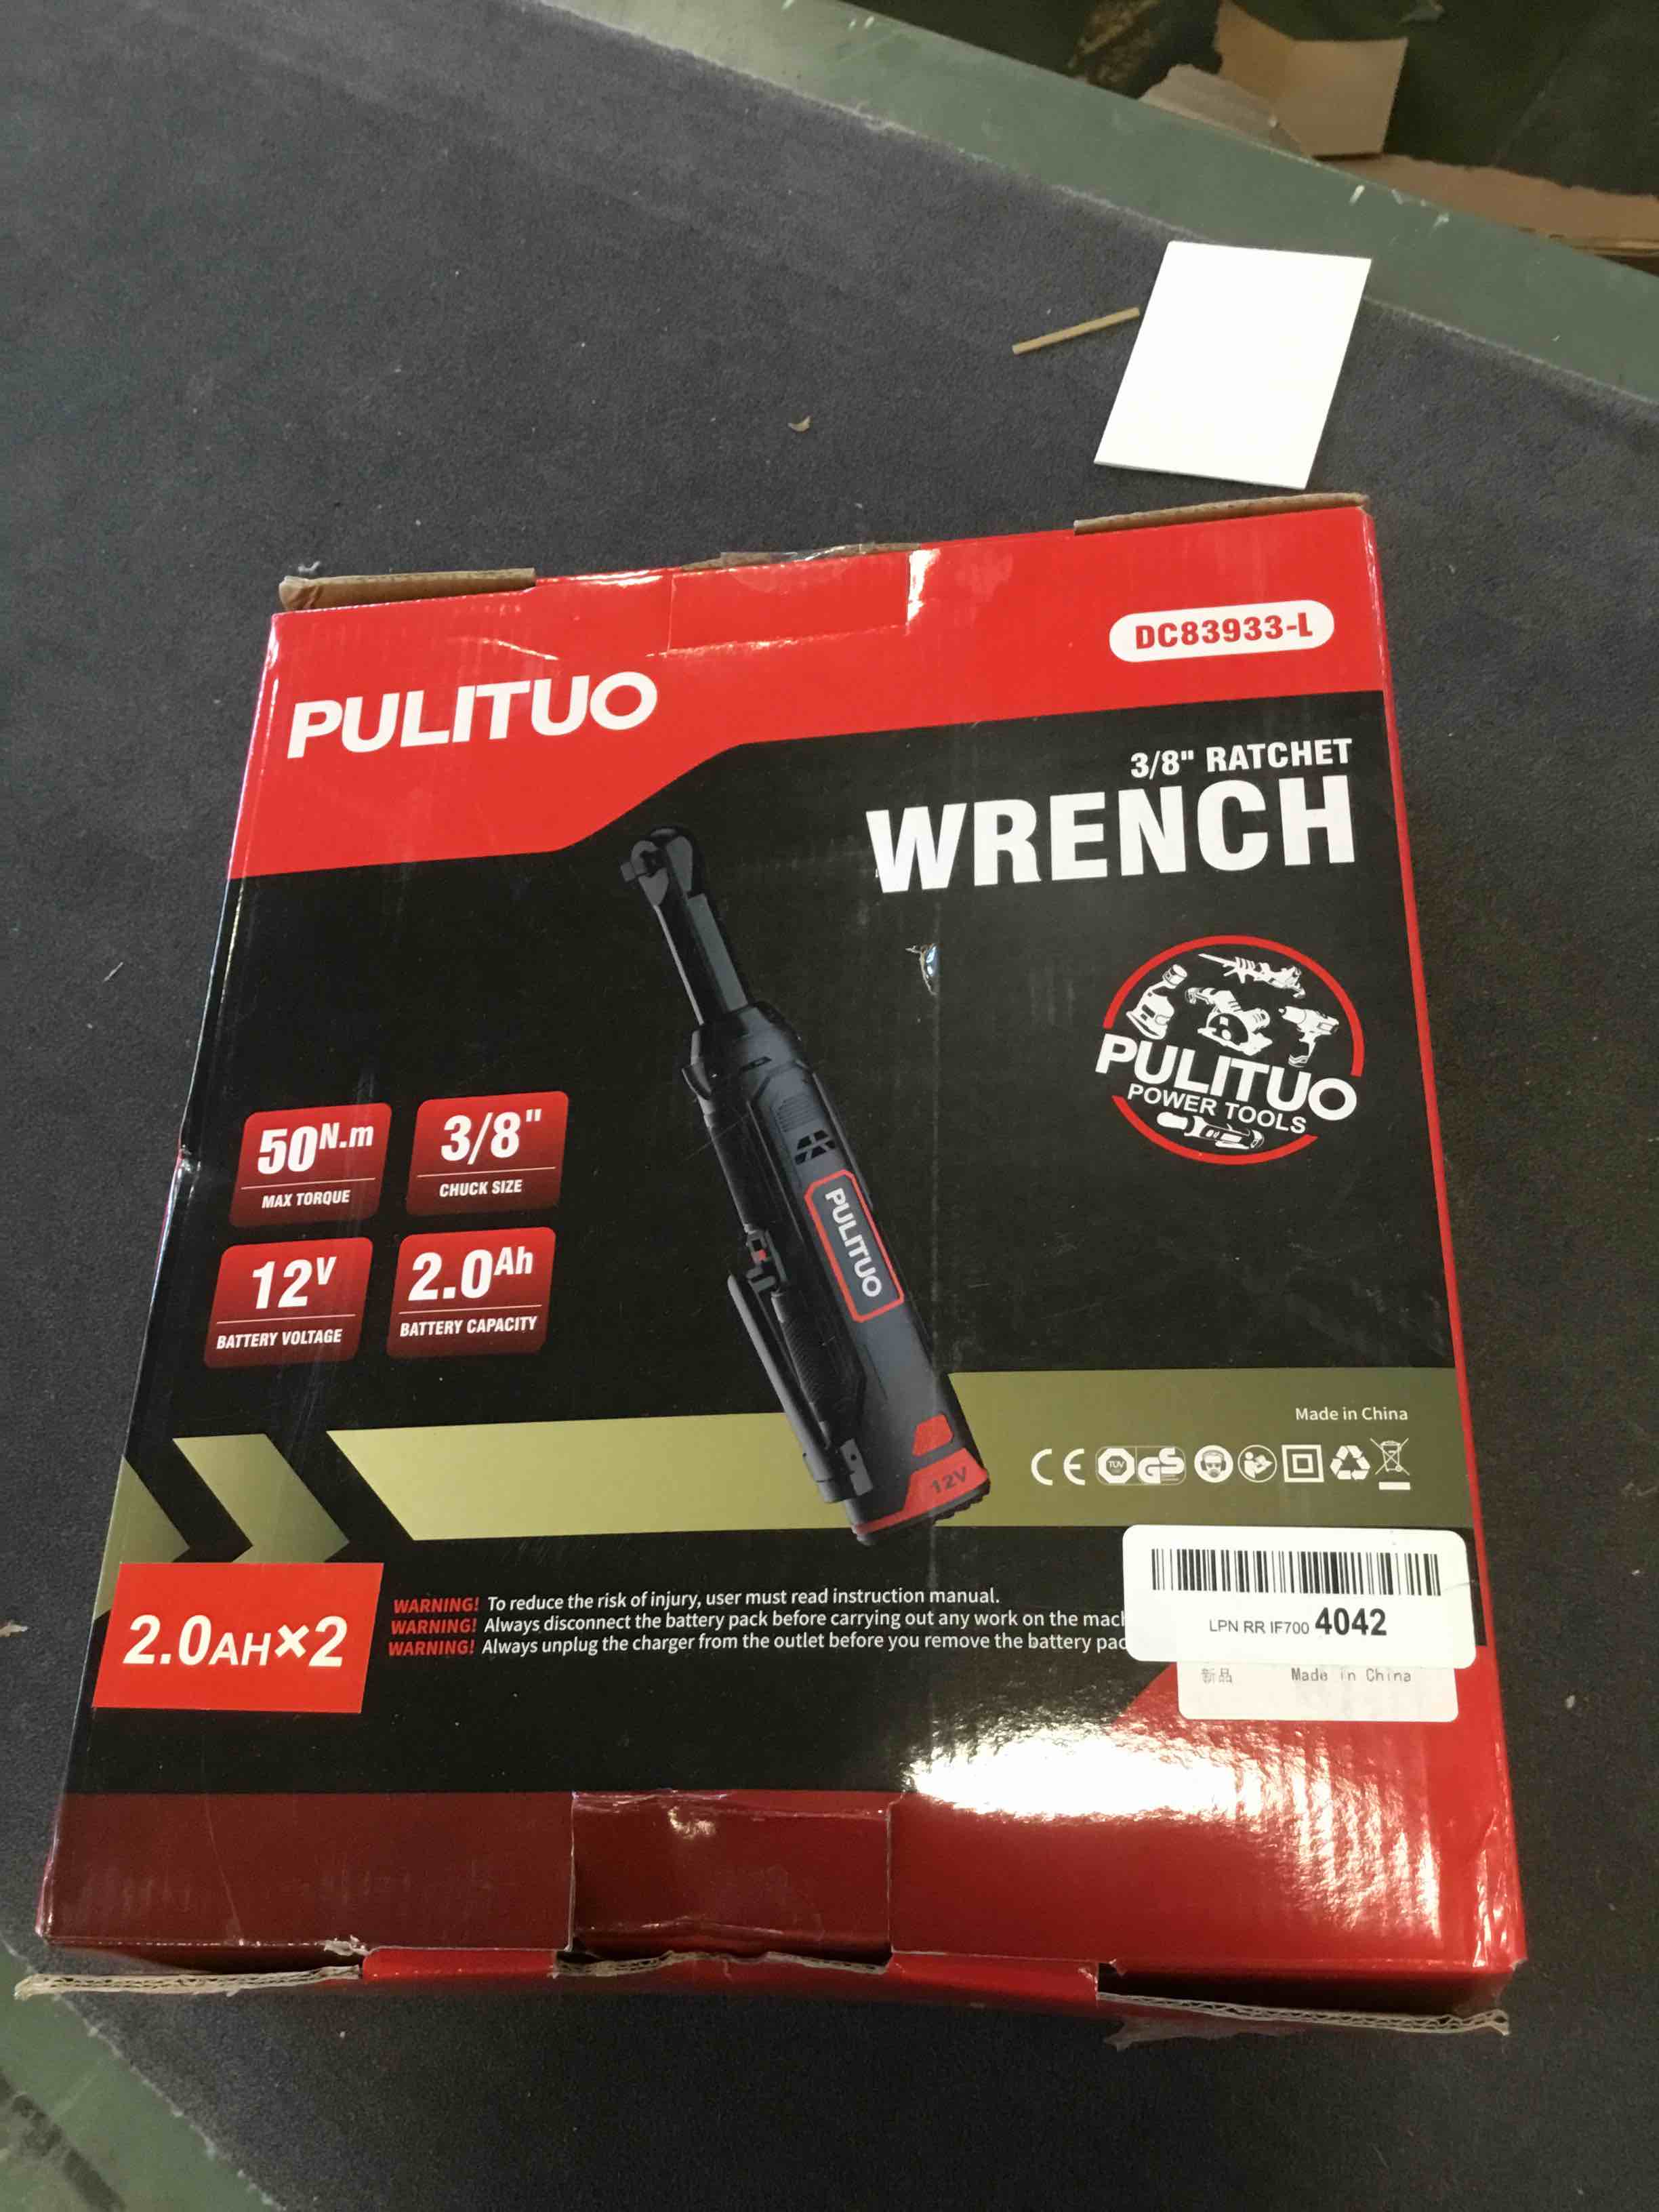 DC83933-L
PULITUO
3/8" RATCHET
WRENCH
PULITUO
POWER TOOLS
50N.m
MAX TORQUE
3/8"
CHUCK SIZE
12V
BATTERY VOLTAGE
2.0Ah
BATTERY CAPACITY
PULITUO
12V
Made in China
CE TUV GS
2.0AH×2
WARNING! To reduce the risk of injury, user must read instruction manual.
WARNING! Always disconnect the battery pack before carrying out any work on the
WARNING! Always unplug the charger from the outlet before you remove the battery
LPN RR IF700 4042
新品 Made in China